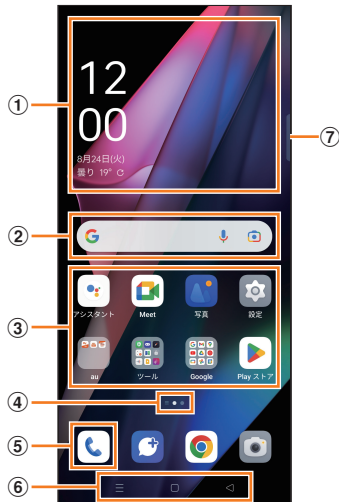 12
00
8月24日(火)
曇り 19° C
① 
⑦
②
アシスタント Meet 写真 設定
③
au ツール Google Play ストア
④
⑤
⑥